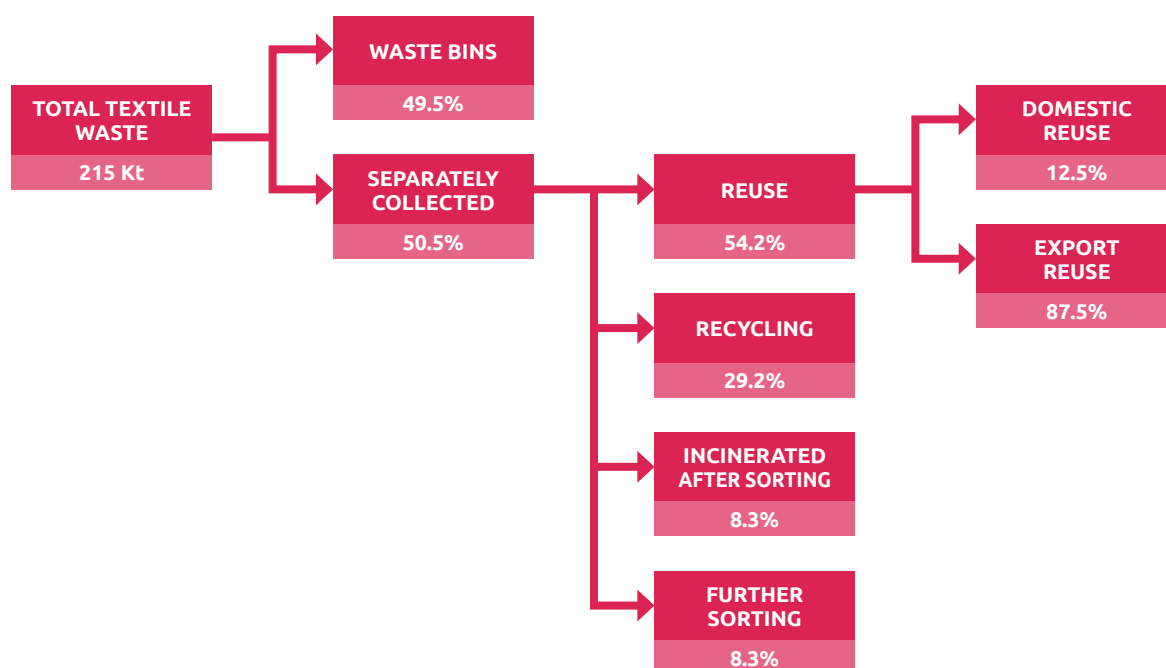 TOTAL TEXTILE
WASTE
215 Kt
WASTE BINS
49.5%
SEPARATELY
COLLECTED
50.5%
REUSE
54.2%
RECYCLING
29.2%
INCINERATED
AFTER SORTING
8.3%
FURTHER
SORTING
8.3%
DOMESTIC
REUSE
12.5%
EXPORT
REUSE
87.5%